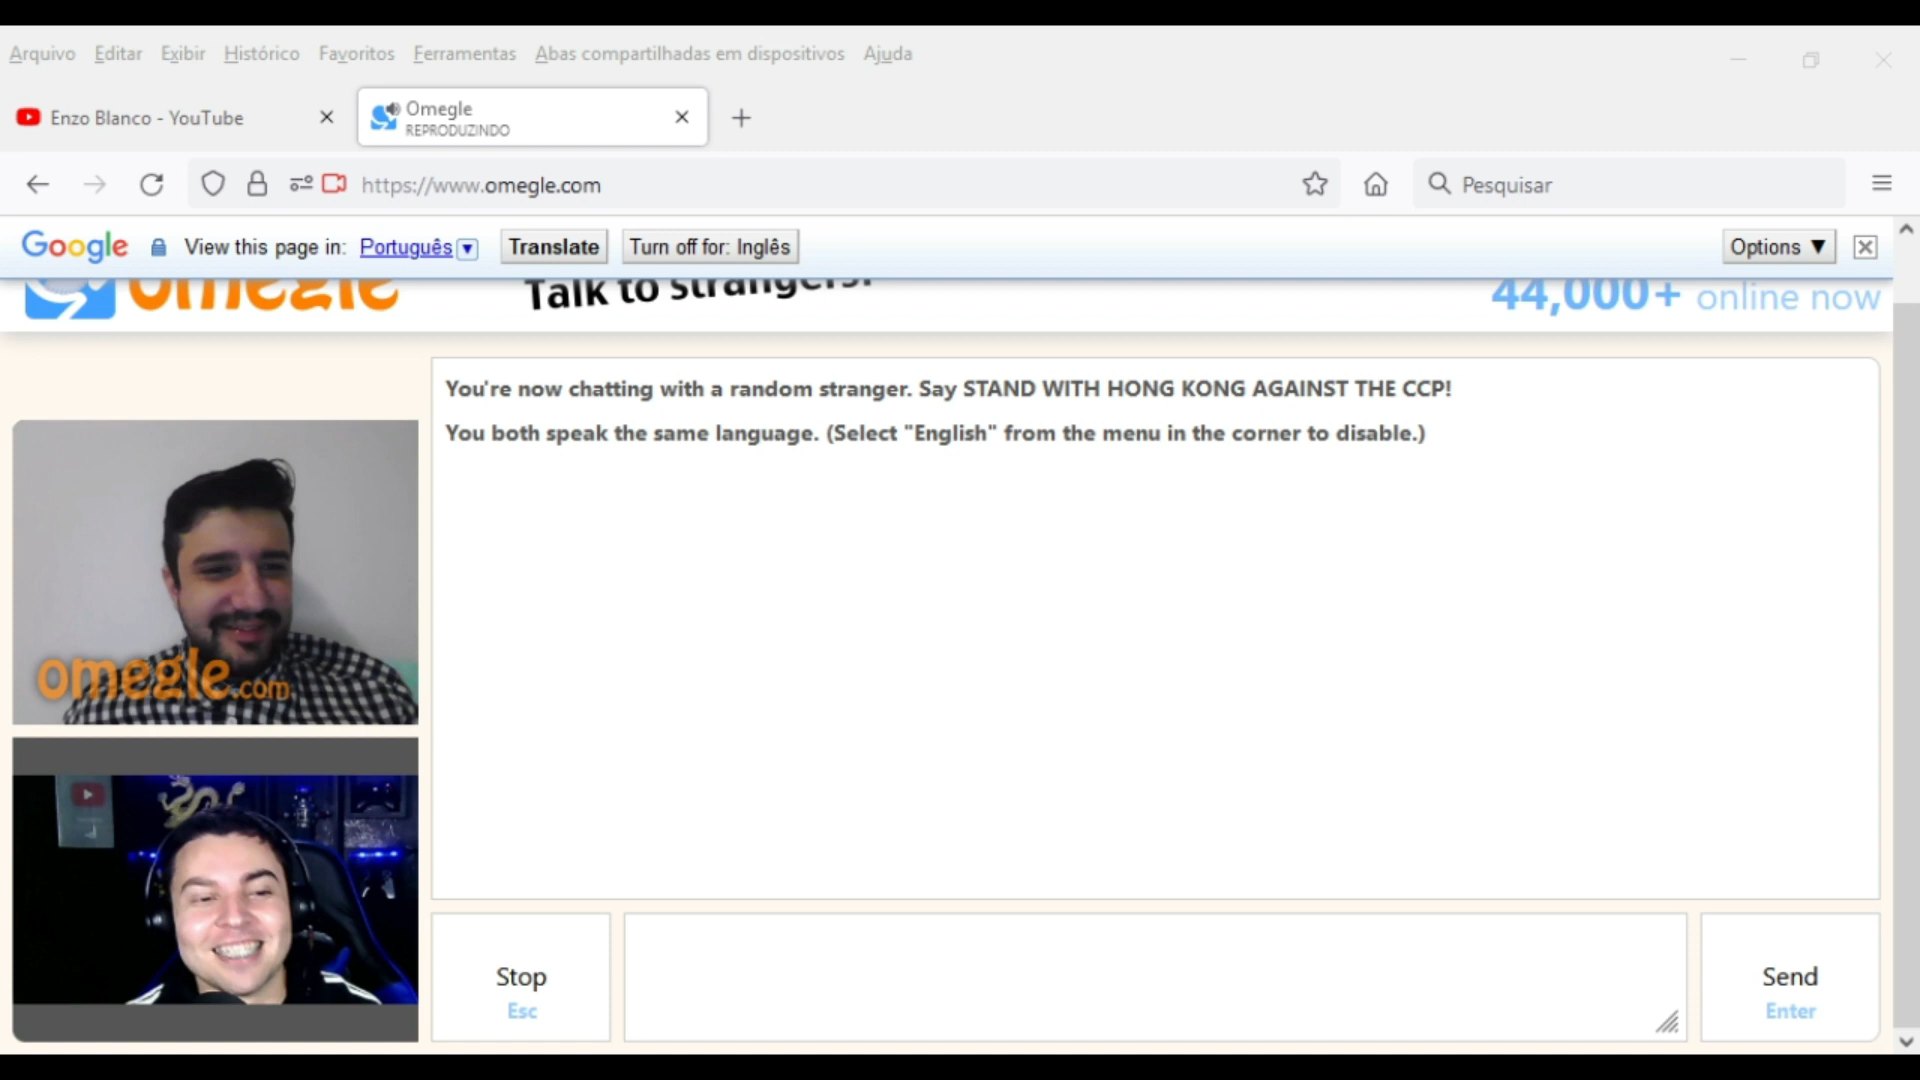 Arquivo Editar Exibir Histórico Favoritos Ferramentas Abas compartilhadas em dispositivos Ajuda
Enzo Blanco - YouTube
Omegle
REPRODUZINDO
https://www.omegle.com
Pesquisar
Google View this page in: Português Translate Turn off for: Inglês Options
omegle Talk to strangers! 44,000+ online now
You're now chatting with a random stranger. Say STAND WITH HONG KONG AGAINST THE CCP!
You both speak the same language. (Select "English" from the menu in the corner to disable.)
omegle.com
Stop
Esc
Send
Enter